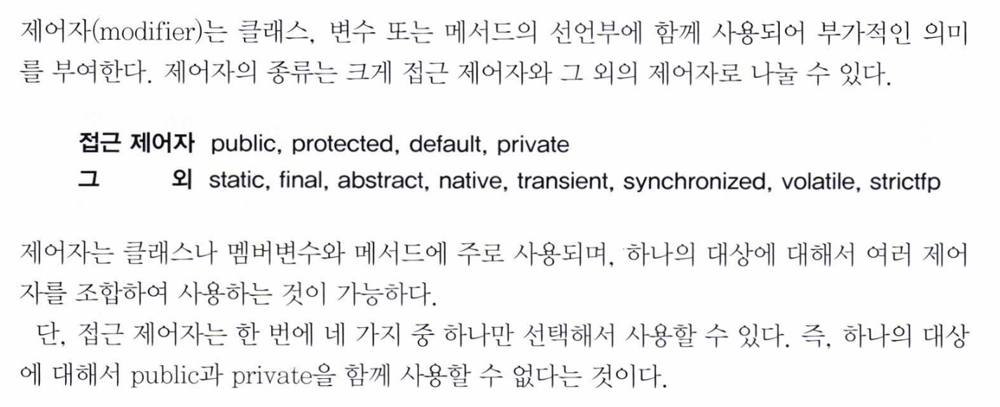 제어자(modifier)는 클래스, 변수 또는 메서드의 선언부에 함께 사용되어 부가적인 의미
를 부여한다. 제어자의 종류는 크게 접근 제어자와 그 외의 제어자로 나눌 수 있다.
접근 제어자 public, protected, default, private
그 외 static, final, abstract, native, transient, synchronized, volatile, strictfp
제어자는 클래스나 멤버변수와 메서드에 주로 사용되며, 하나의 대상에 대해서 여러 제어
자를 조합하여 사용하는 것이 가능하다.
단, 접근 제어자는 한 번에 네 가지 중 하나만 선택해서 사용할 수 있다. 즉, 하나의 대상
에 대해서 public과 private을 함께 사용할 수 없다는 것이다.